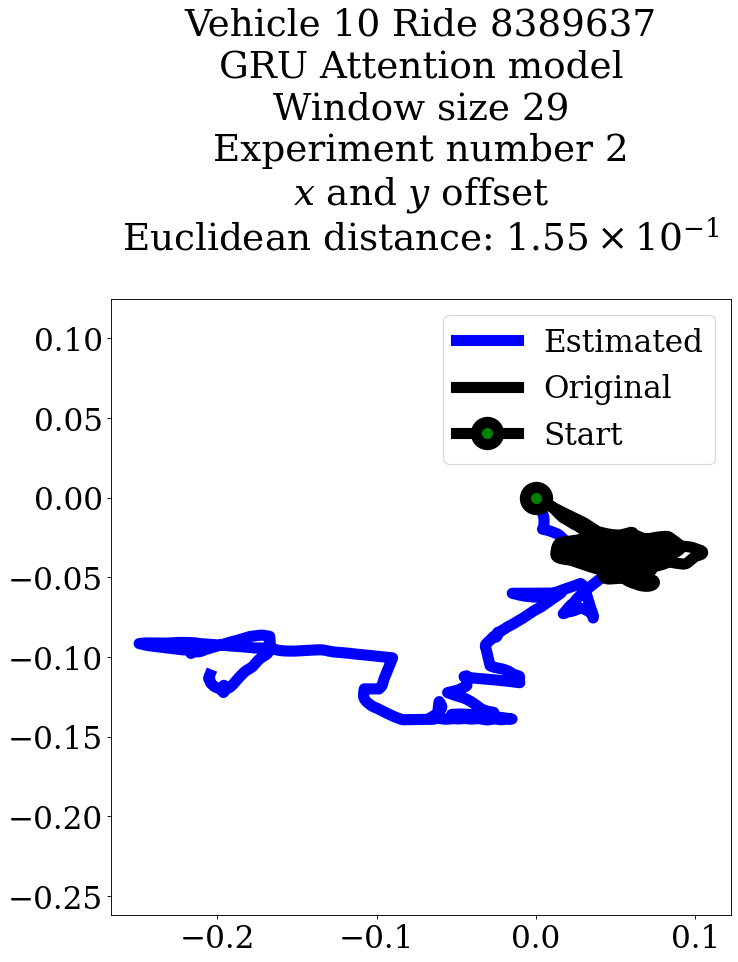 Vehicle 10 Ride 8389637
GRU Attention model
Window size 29
Experiment number 2
x and y offset
Euclidean distance: 1.55 × 10⁻¹
Estimated
Original
Start
0.10
0.05
0.00
−0.05
−0.10
−0.15
−0.20
−0.25
−0.2
−0.1
0.0
0.1